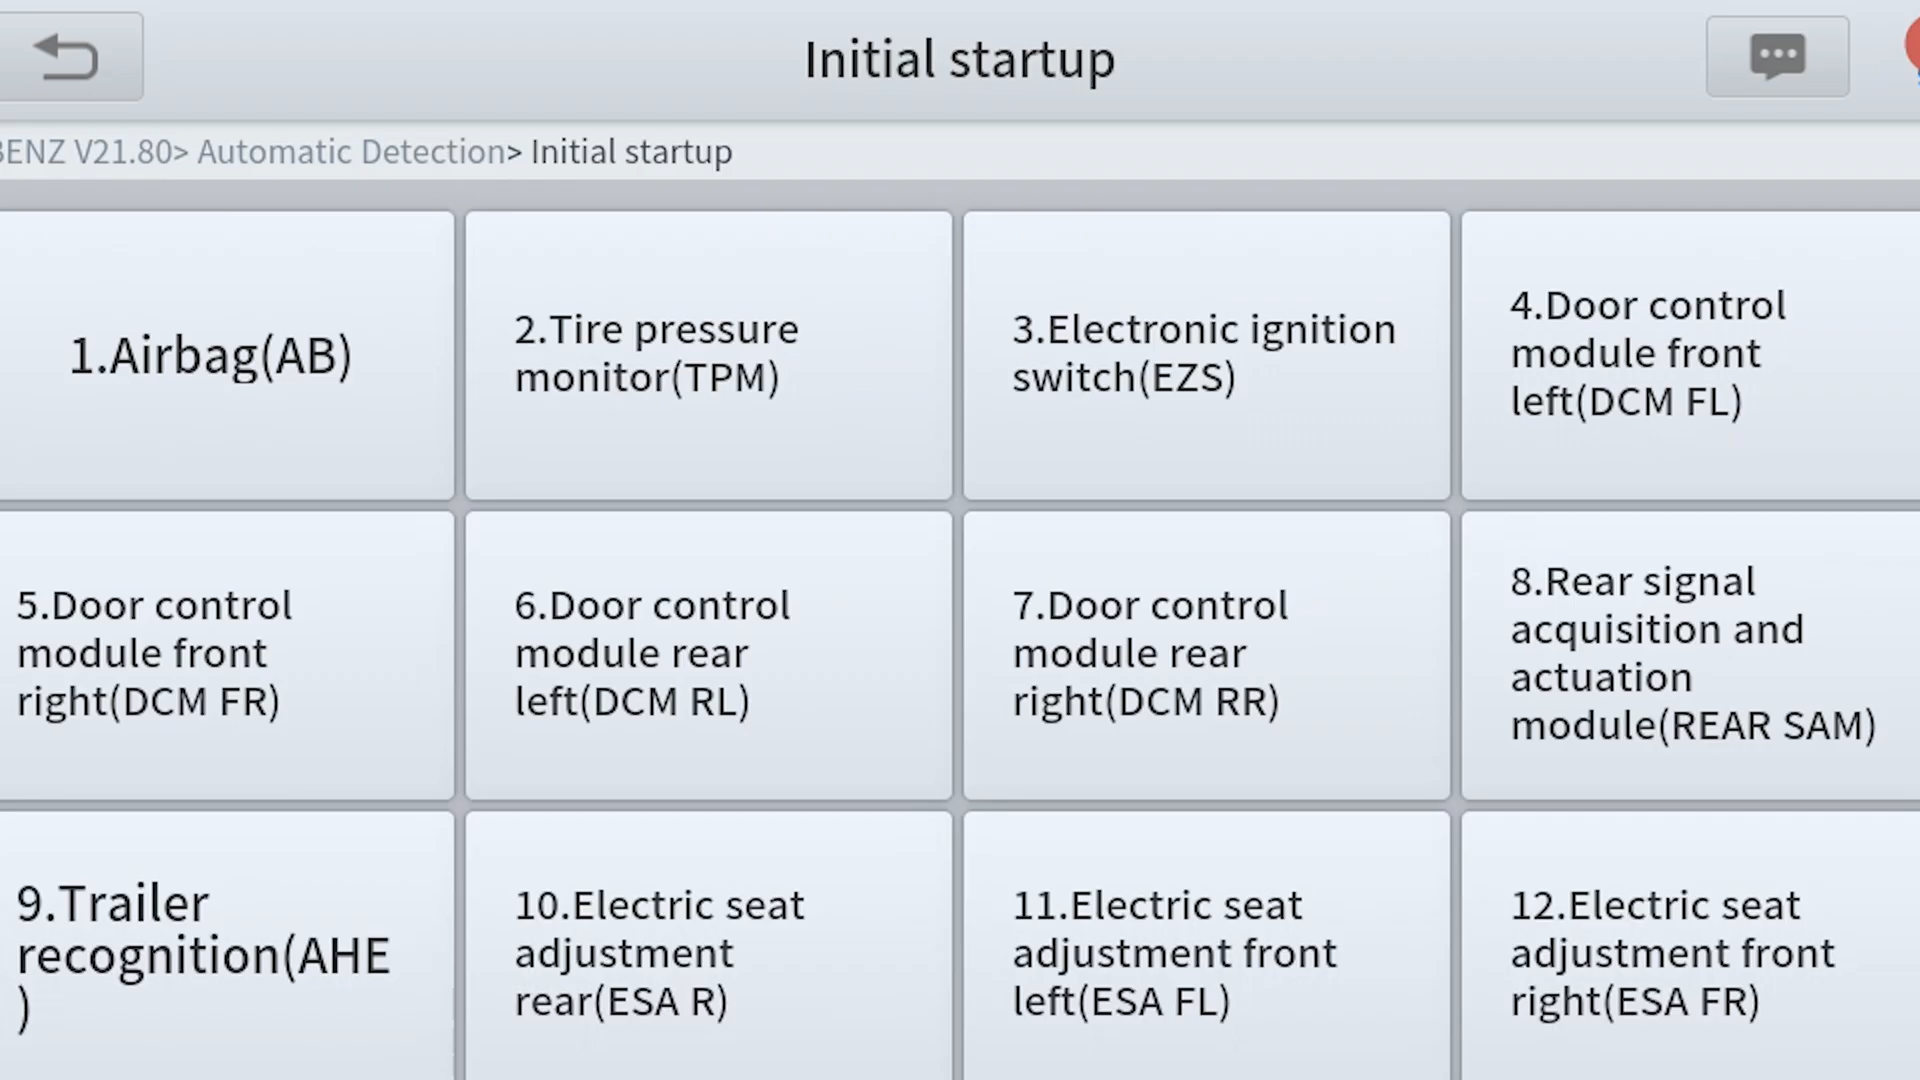 Initial startup
BENZ V21.80> Automatic Detection> Initial startup
1.Airbag(AB)
2.Tire pressure
monitor(TPM)
3.Electronic ignition
switch(EZS)
4.Door control
module front
left(DCM FL)
5.Door control
module front
right(DCM FR)
6.Door control
module rear
left(DCM RL)
7.Door control
module rear
right(DCM RR)
8.Rear signal
acquisition and
actuation
module(REAR SAM)
9.Trailer
recognition(AHE
)
10.Electric seat
adjustment
rear(ESA R)
11.Electric seat
adjustment front
left(ESA FL)
12.Electric seat
adjustment front
right(ESA FR)